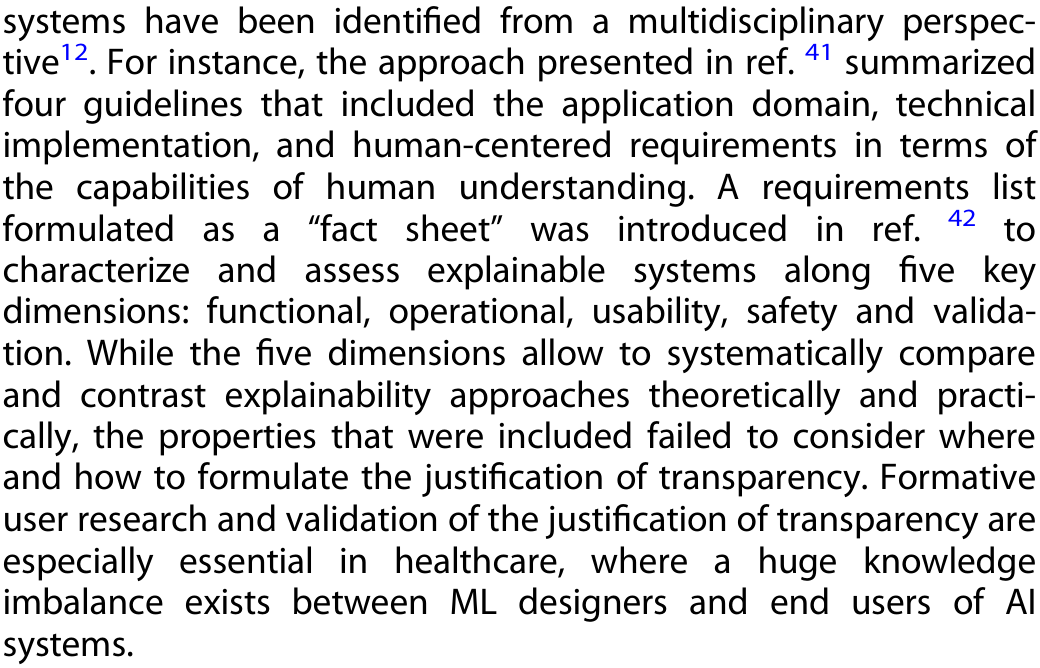 systems have been identified from a multidisciplinary perspec-
tive12. For instance, the approach presented in ref. 41 summarized
four guidelines that included the application domain, technical
implementation, and human-centered requirements in terms of
the capabilities of human understanding. A requirements list
formulated as a “fact sheet” was introduced in ref. 42 to
characterize and assess explainable systems along five key
dimensions: functional, operational, usability, safety and valida-
tion. While the five dimensions allow to systematically compare
and contrast explainability approaches theoretically and practi-
cally, the properties that were included failed to consider where
and how to formulate the justification of transparency. Formative
user research and validation of the justification of transparency are
especially essential in healthcare, where a huge knowledge
imbalance exists between ML designers and end users of AI
systems.